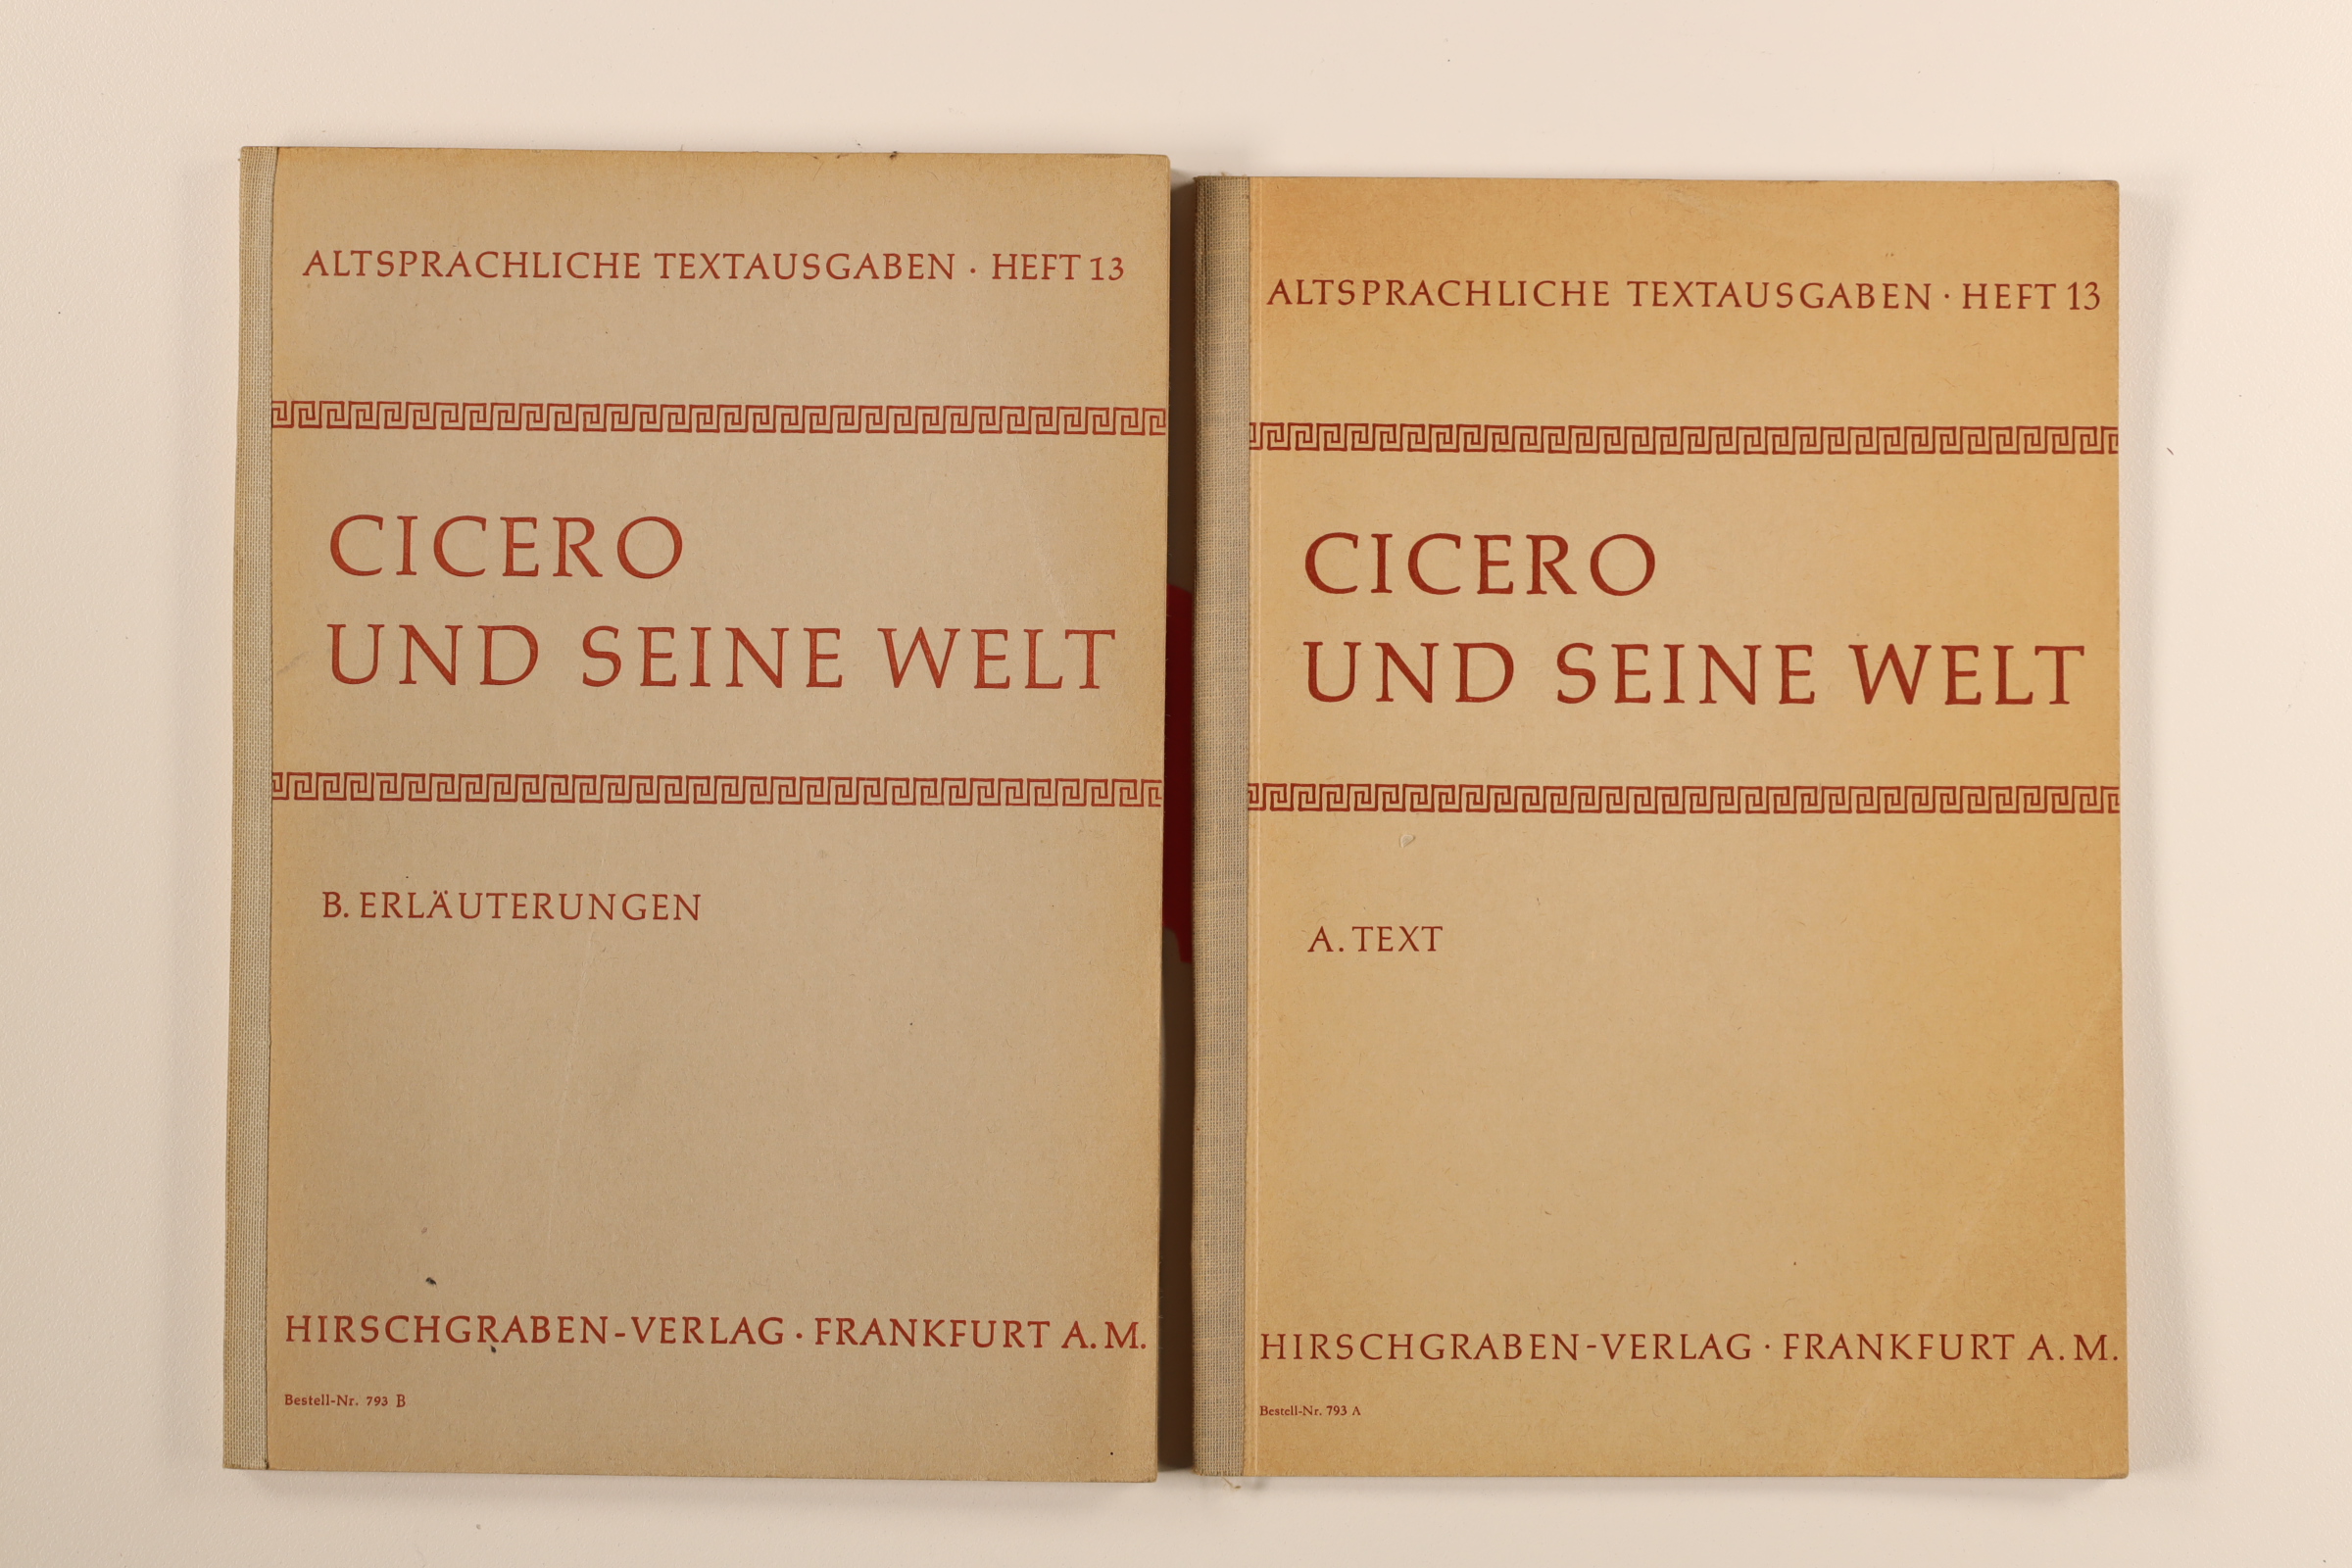 ALTSPRACHLICHE TEXTAUSGABEN · HEFT 13
CICERO
UND SEINE WELT
B. ERLÄUTERUNGEN
HIRSCHGRABEN-VERLAG · FRANKFURT A. M.
Bestell-Nr. 793 B
ALTSPRACHLICHE TEXTAUSGABEN · HEFT 13
CICERO
UND SEINE WELT
A. TEXT
HIRSCHGRABEN-VERLAG · FRANKFURT A. M.
Bestell-Nr. 793 A